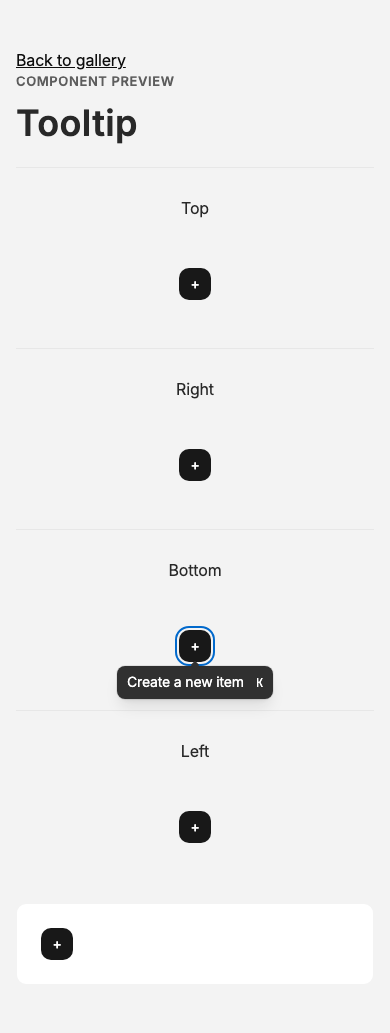 Back to gallery
COMPONENT PREVIEW
Tooltip
Top
+
Right
+
Bottom
+
Create a new item K
Left
+
+